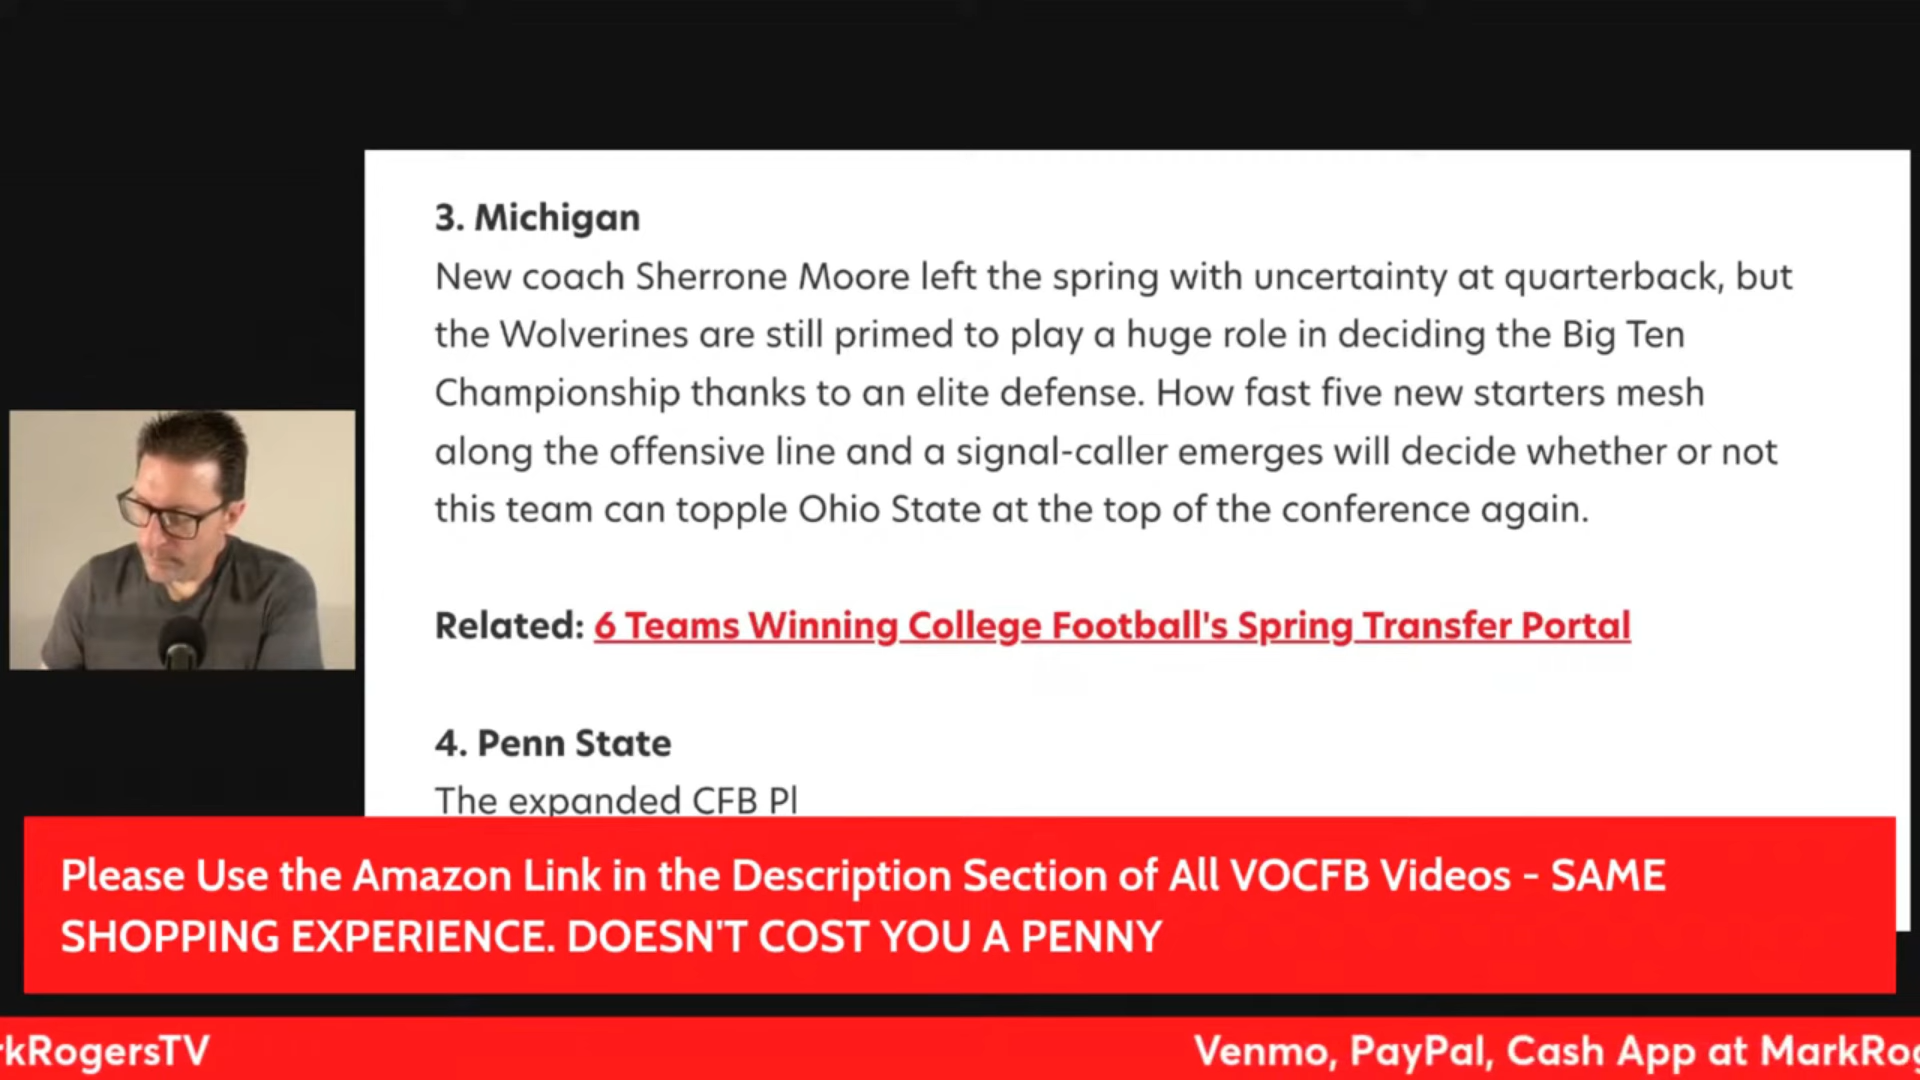 3. Michigan
New coach Sherrone Moore left the spring with uncertainty at quarterback, but
the Wolverines are still primed to play a huge role in deciding the Big Ten
Championship thanks to an elite defense. How fast five new starters mesh
along the offensive line and a signal-caller emerges will decide whether or not
this team can topple Ohio State at the top of the conference again.
Related: 6 Teams Winning College Football's Spring Transfer Portal
4. Penn State
The expanded CFB Pl
Please Use the Amazon Link in the Description Section of All VOCFB Videos - SAME
SHOPPING EXPERIENCE. DOESN'T COST YOU A PENNY
rkRogersTV Venmo, PayPal, Cash App at MarkRog